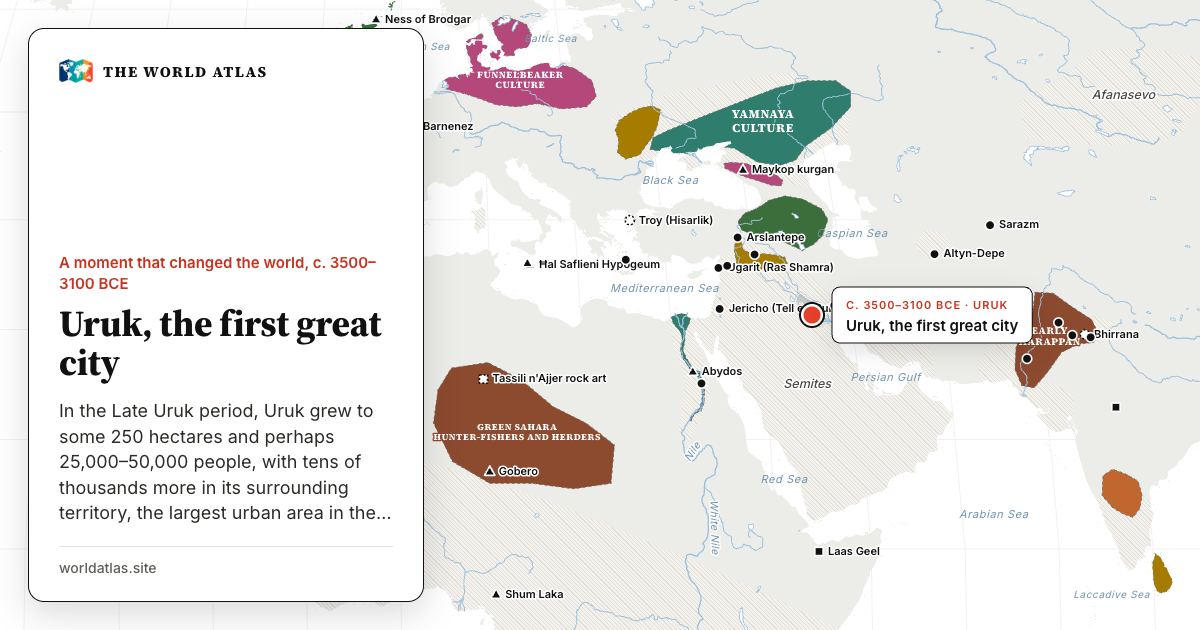 THE WORLD ATLAS
A moment that changed the world, c. 3500–
3100 BCE
Uruk, the first great
city
In the Late Uruk period, Uruk grew to
some 250 hectares and perhaps
25,000–50,000 people, with tens of
thousands more in its surrounding
territory, the largest urban area in the...
worldatlas.site
Ness of Brodgar
Sea
Baltic Sea
FUNNELBEAKER
CULTURE
Afanasevo
YAMNAYA
CULTURE
Barnenez
Maykop kurgan
Black Sea
Troy (Hisarlik)
Sarazm
Arslantepe
Caspian Sea
Altyn-Depe
Ħal Saflieni Hypogeum
Ugarit (Ras Shamra)
Mediterranean Sea
Jericho (Tell
C. 3500–3100 BCE · URUK
Uruk, the first great city
EARLY
HARAPPAN
Bhirrana
Abydos
Tassili n'Ajjer rock art
Semites
Persian Gulf
GREEN SAHARA
HUNTER-FISHERS AND HERDERS
Nile
Gobero
Red Sea
Arabian Sea
White Nile
Laas Geel
Shum Laka
Laccadive Sea